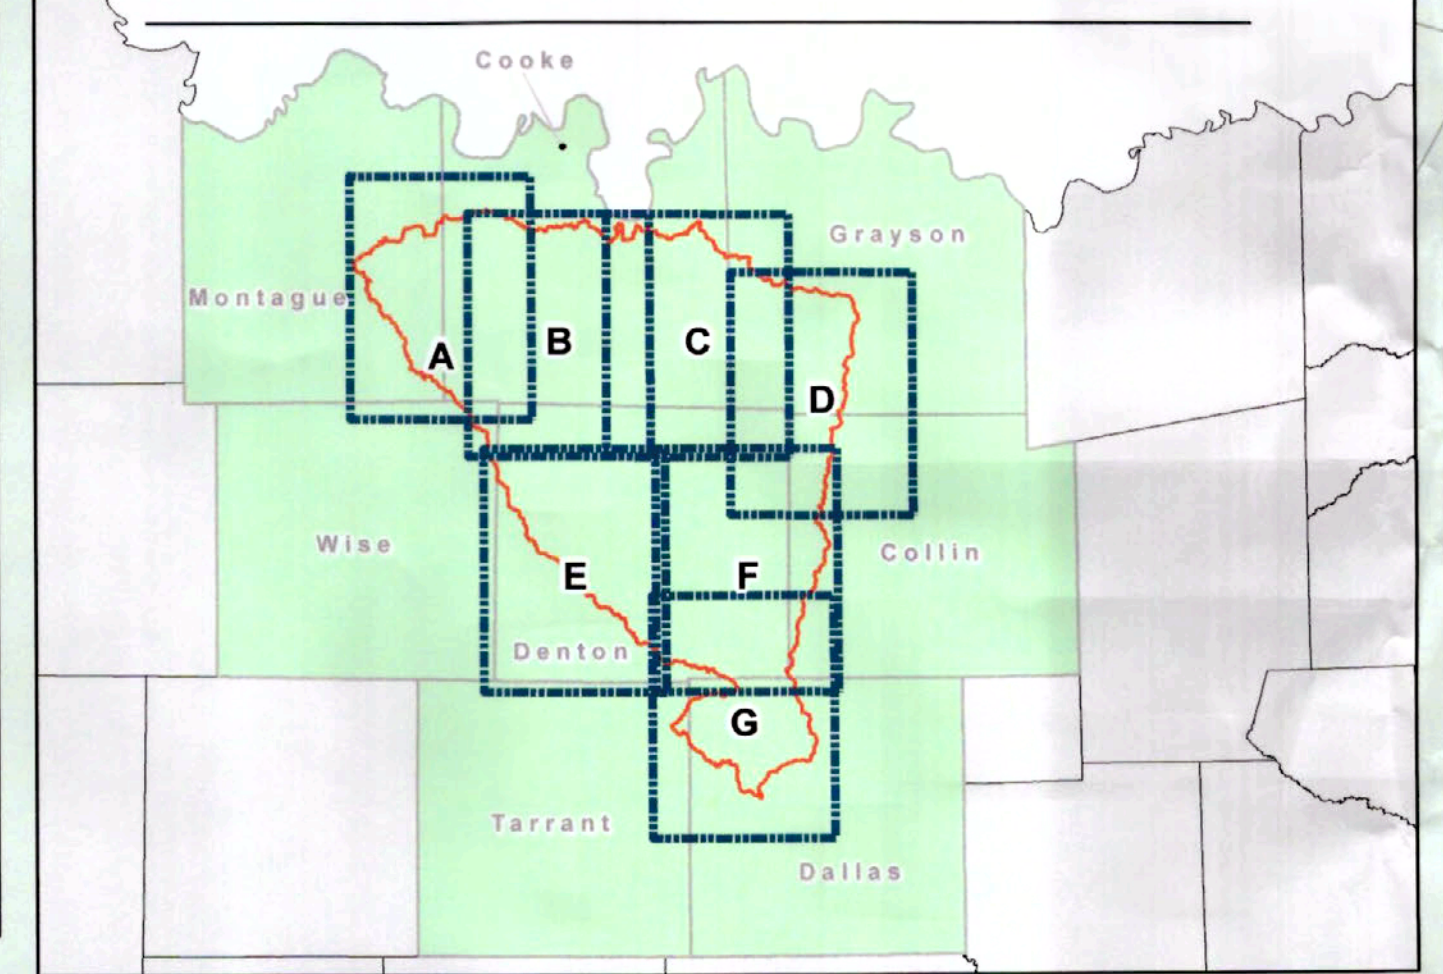 Cooke
Grayson
Montague
A
B
C
D
Wise
Collin
E
F
Denton
G
Tarrant
Dallas